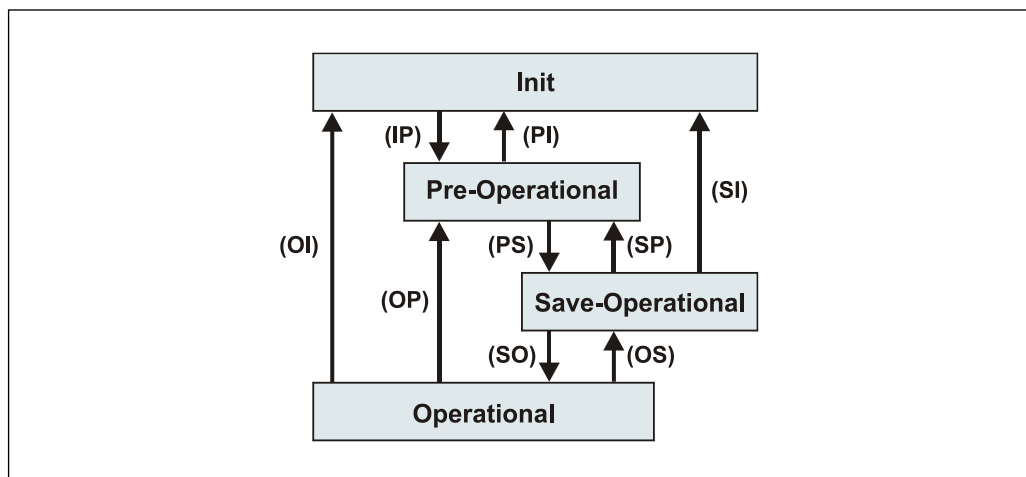 Init
(IP)
(PI)
Pre-Operational
(SI)
(OI)
(PS)
(SP)
(OP)
Save-Operational
(SO)
(OS)
Operational